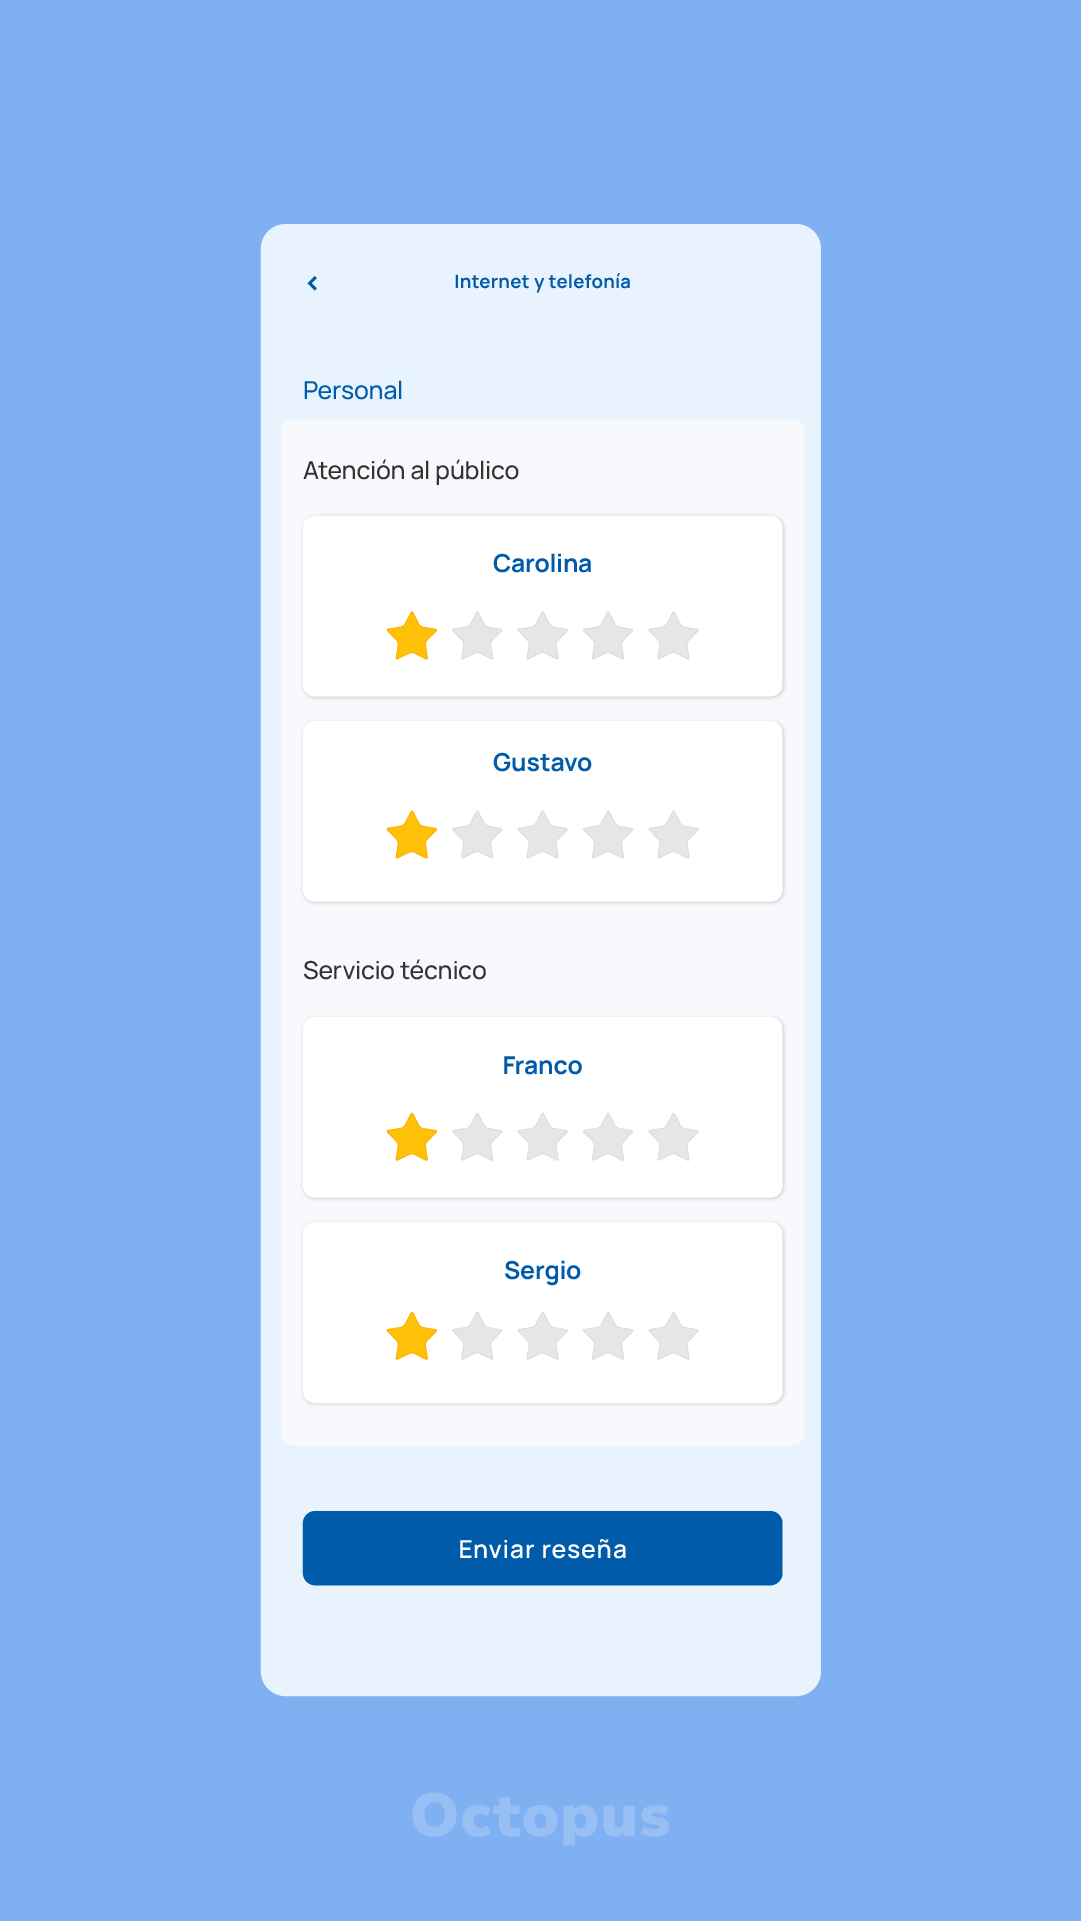 Internet y telefonía
Personal
Atención al público
Carolina
Gustavo
Servicio técnico
Franco
Sergio
Enviar reseña
Octopus